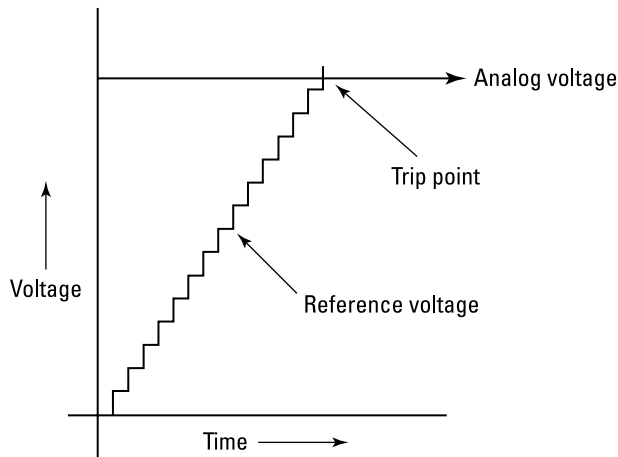 Analog voltage
Trip point
Voltage
Reference voltage
Time